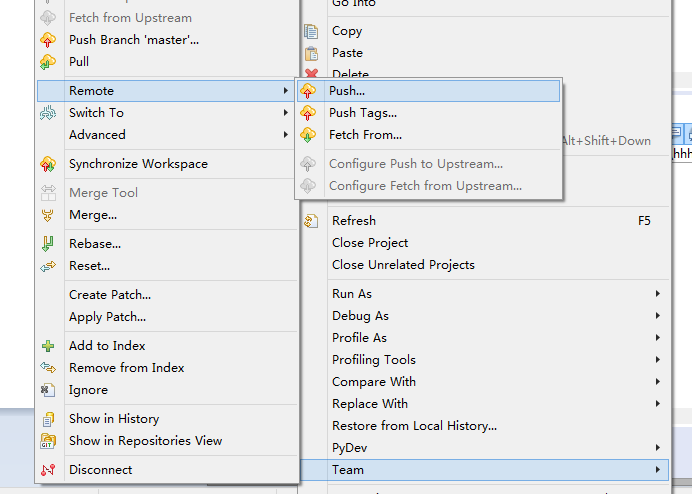 Fetch from Upstream
Push Branch 'master'...
Pull
Remote
Switch To
Advanced
Synchronize Workspace
Merge Tool
Merge...
Rebase...
Reset...
Create Patch...
Apply Patch...
Add to Index
Remove from Index
Ignore
Show in History
Show in Repositories View
GIT
Disconnect
Push...
Push Tags...
Fetch From...
Configure Push to Upstream...
Configure Fetch from Upstream...
Go Into
Copy
Paste
Delete
Alt+Shift+Down
hhh
Refresh F5
Close Project
Close Unrelated Projects
Run As
Debug As
Profile As
Profiling Tools
Compare With
Replace With
Restore from Local History...
PyDev
Team